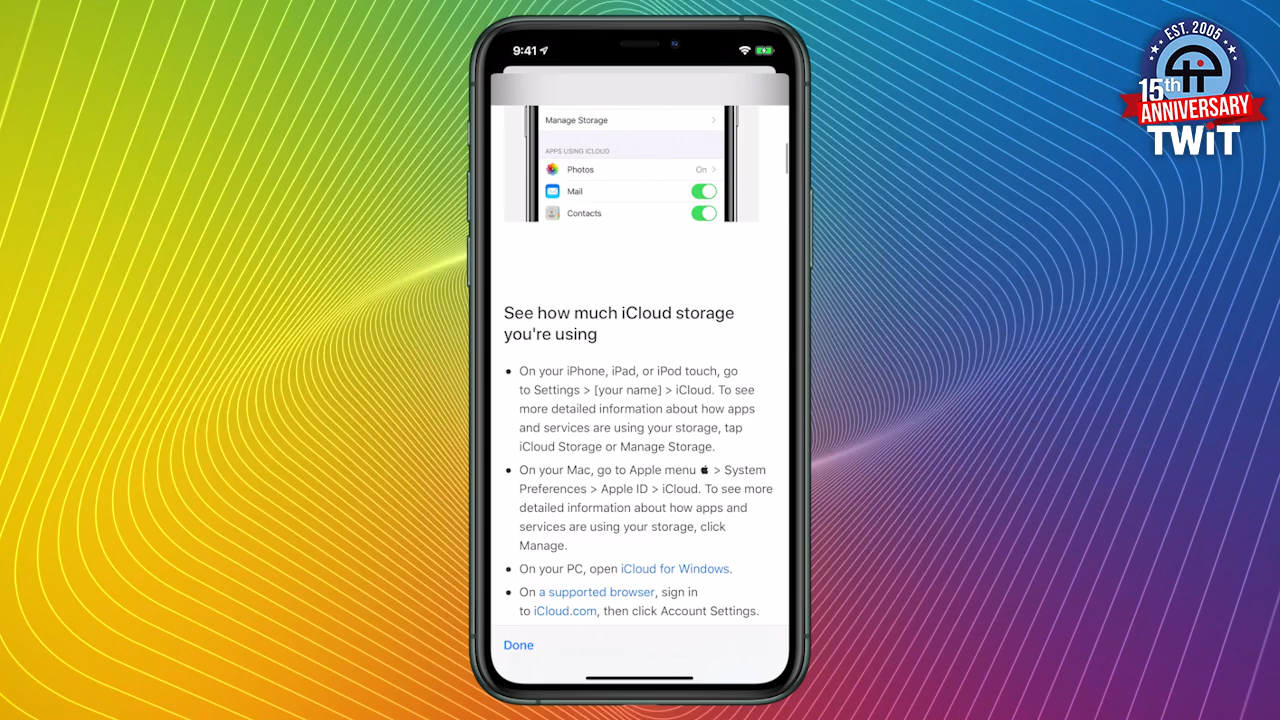 9:41
EST. 2005
15th
ANNIVERSARY
TWiT
Manage Storage
APPS USING ICLOUD
Photos On
Mail
Contacts
See how much iCloud storage
you're using
• On your iPhone, iPad, or iPod touch, go
to Settings > [your name] > iCloud. To see
more detailed information about how apps
and services are using your storage, tap
iCloud Storage or Manage Storage.
• On your Mac, go to Apple menu > System
Preferences > Apple ID > iCloud. To see more
detailed information about how apps and
services are using your storage, click
Manage.
• On your PC, open iCloud for Windows.
• On a supported browser, sign in
to iCloud.com, then click Account Settings.
Done